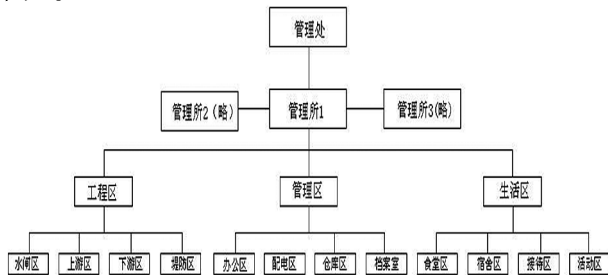 管理处
管理所2（略）
管理所1
管理所3(略)
工程区
管理区
生活区
水闸区
上游区
下游区
堤防区
办公区
配电区
仓库区
档案室
食堂区
宿舍区
接待区
活动区